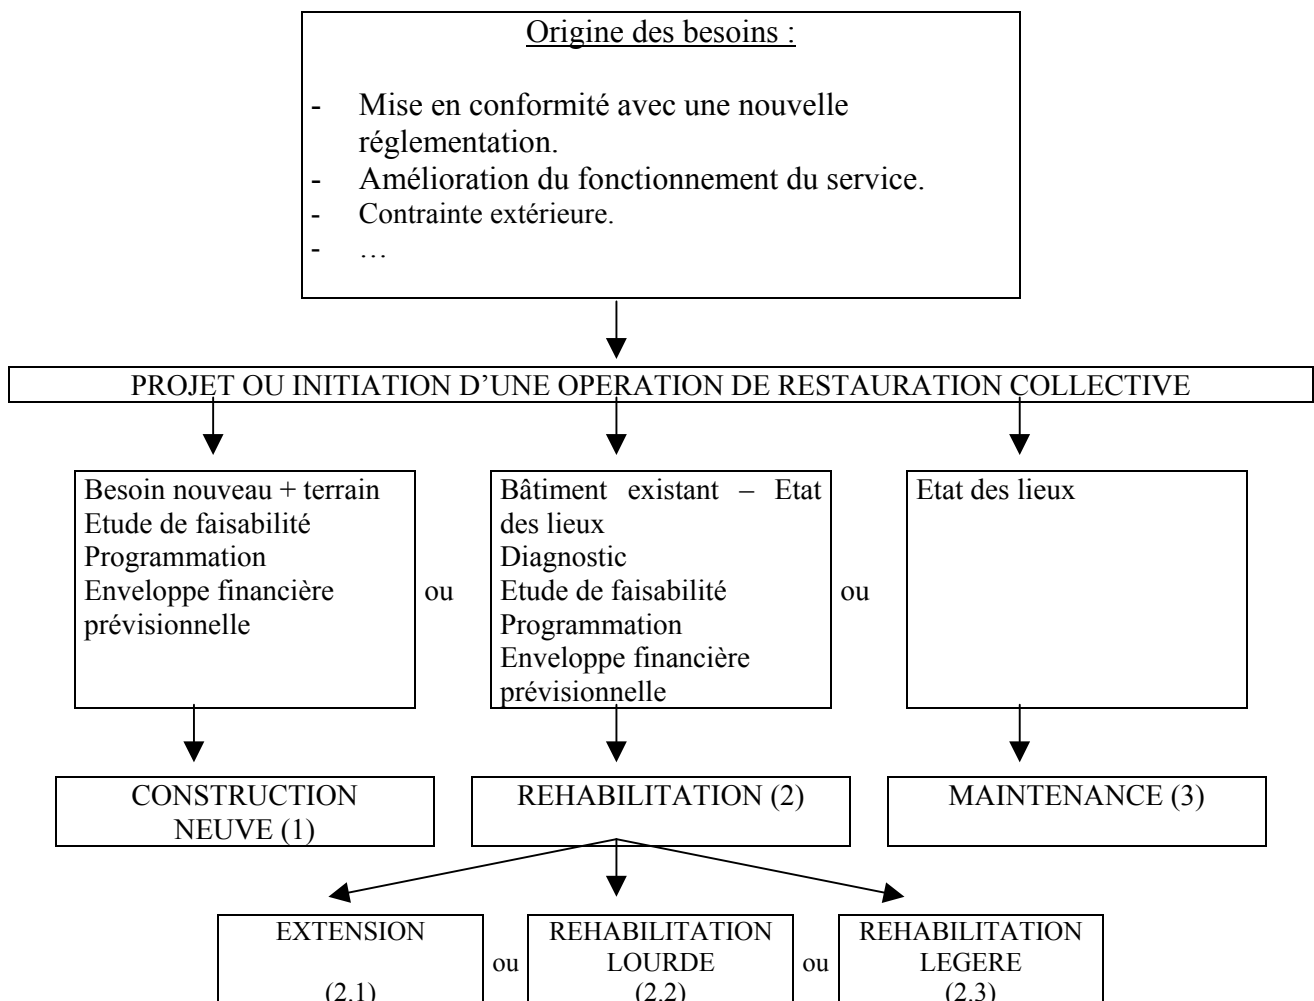 Origine des besoins :
- Mise en conformité avec une nouvelle
réglementation.
- Amélioration du fonctionnement du service.
- Contrainte extérieure.
- …
PROJET OU INITIATION D’UNE OPERATION DE RESTAURATION COLLECTIVE
Besoin nouveau + terrain
Etude de faisabilité
Programmation
Enveloppe financière
prévisionnelle
ou
Bâtiment existant – Etat
des lieux
Diagnostic
Etude de faisabilité
Programmation
Enveloppe financière
prévisionnelle
ou
Etat des lieux
CONSTRUCTION
NEUVE (1)
REHABILITATION (2)
MAINTENANCE (3)
EXTENSION
(2.1)
ou
REHABILITATION
LOURDE
(2.2)
ou
REHABILITATION
LEGERE
(2.3)